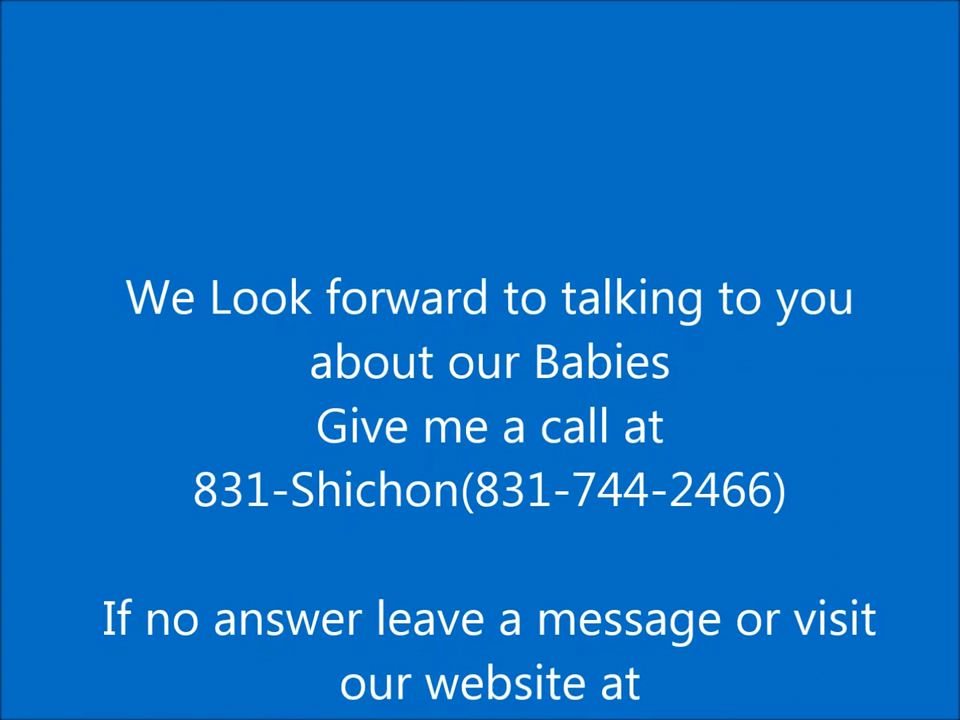 We Look forward to talking to you
about our Babies
Give me a call at
831-Shichon(831-744-2466)
If no answer leave a message or visit
our website at